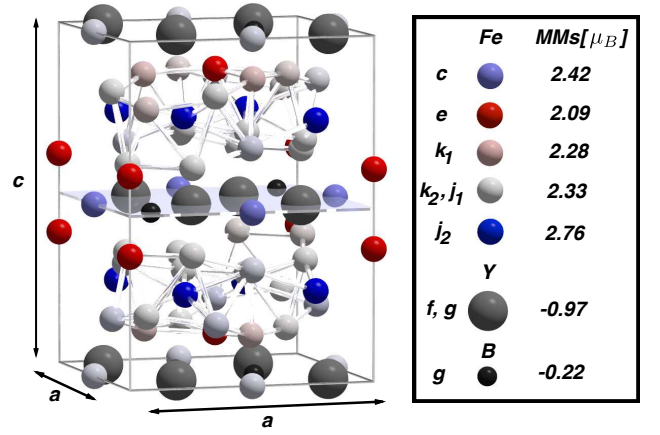 c
a
a
Fe MMs[μ_B]
c 2.42
e 2.09
k₁ 2.28
k₂, j₁ 2.33
j₂ 2.76
Y
f, g -0.97
B
g -0.22